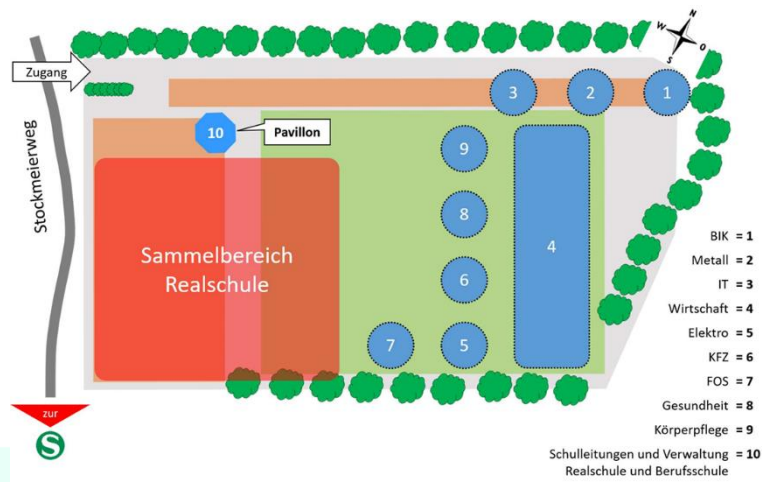 N
W
O
S
Zugang
3
2
1
10
Pavillon
9
Stockmeierweg
8
4
Sammelbereich
Realschule
6
7
5
BIK = 1
Metall = 2
IT = 3
Wirtschaft = 4
Elektro = 5
KFZ = 6
FOS = 7
Gesundheit = 8
Körperpflege = 9
Schulleitungen und Verwaltung = 10
Realschule und Berufsschule
zur
S